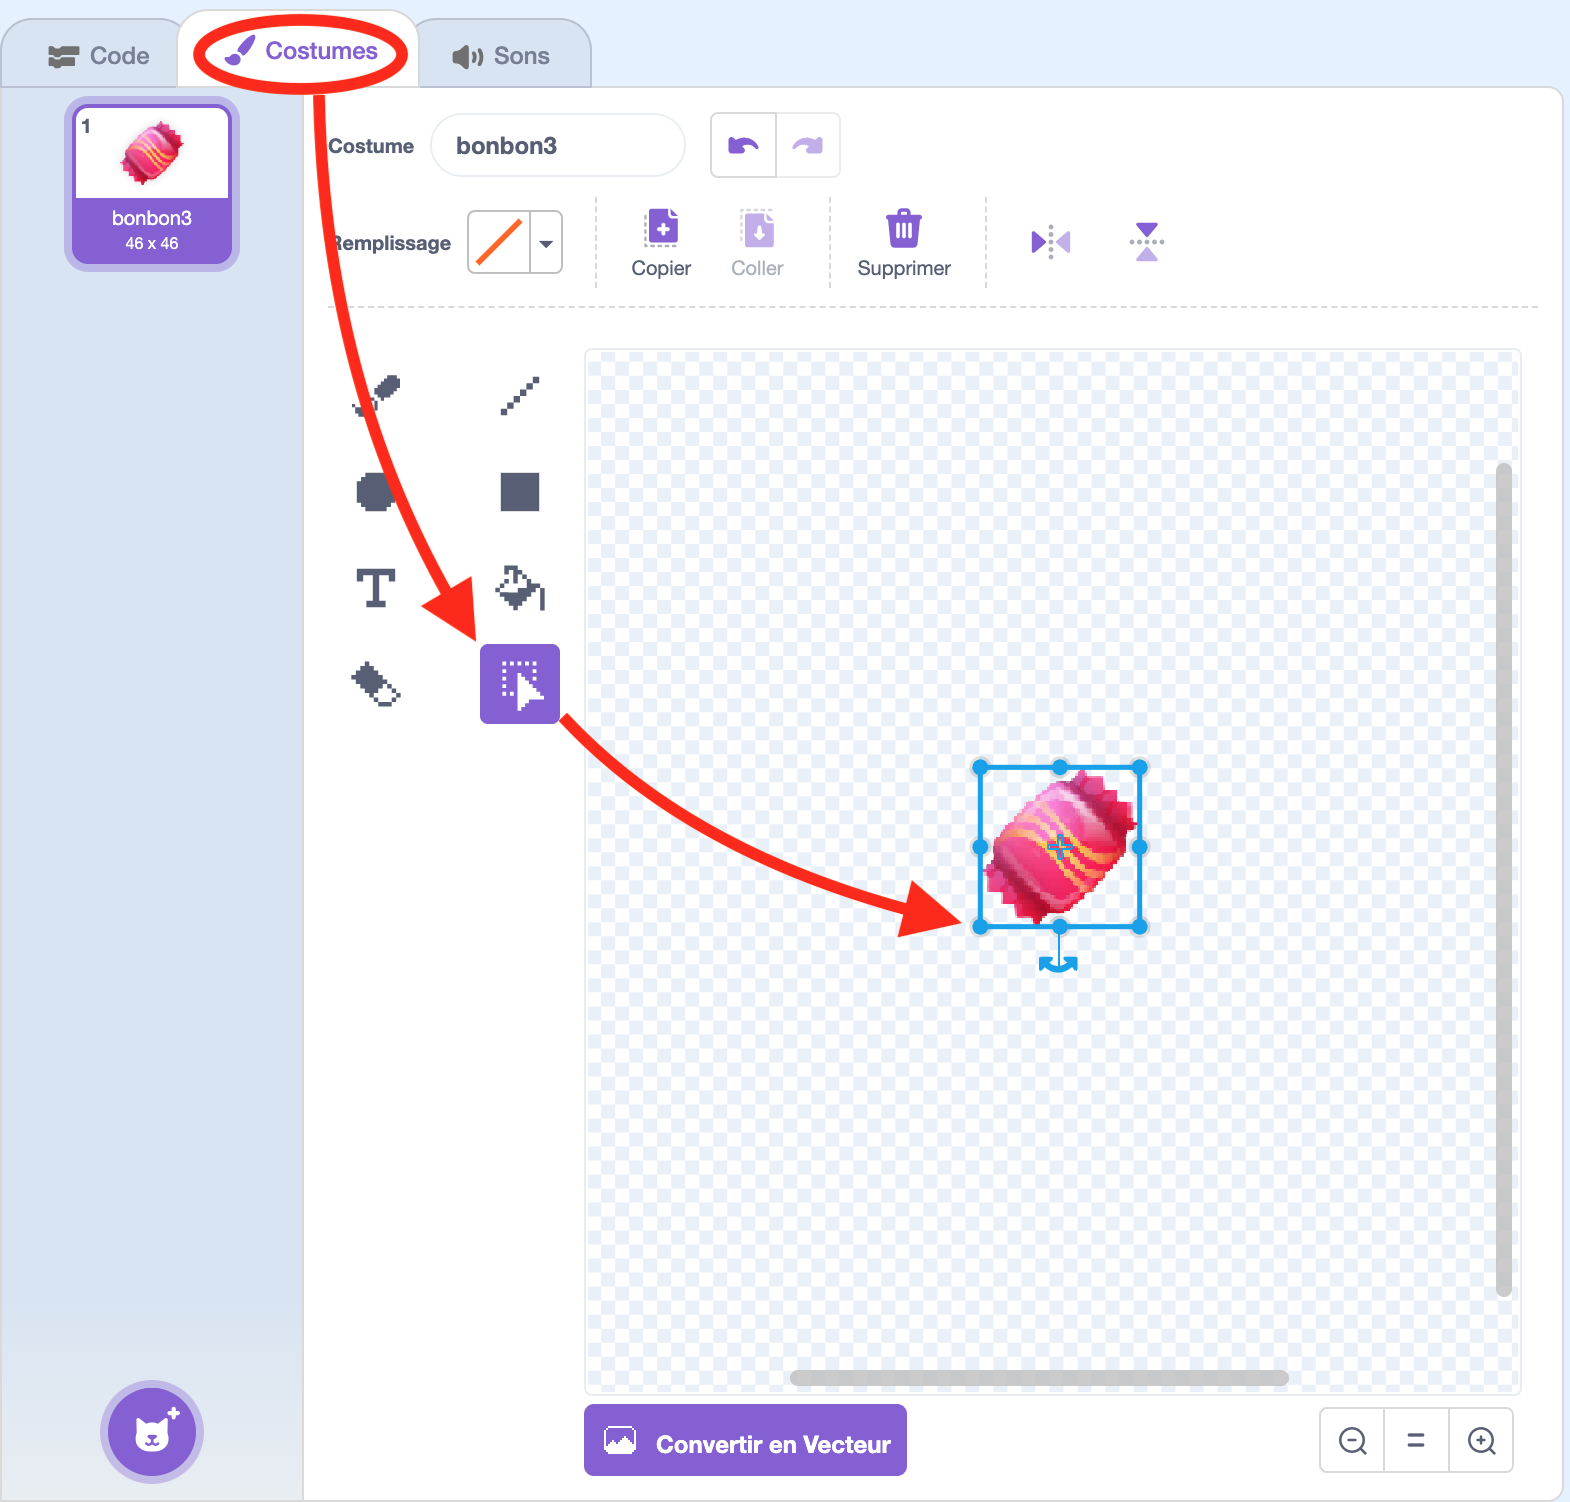 Code
Costumes
Sons
1
bonbon3
46 x 46
Costume
bonbon3
Remplissage
Copier
Coller
Supprimer
T
Convertir en Vecteur